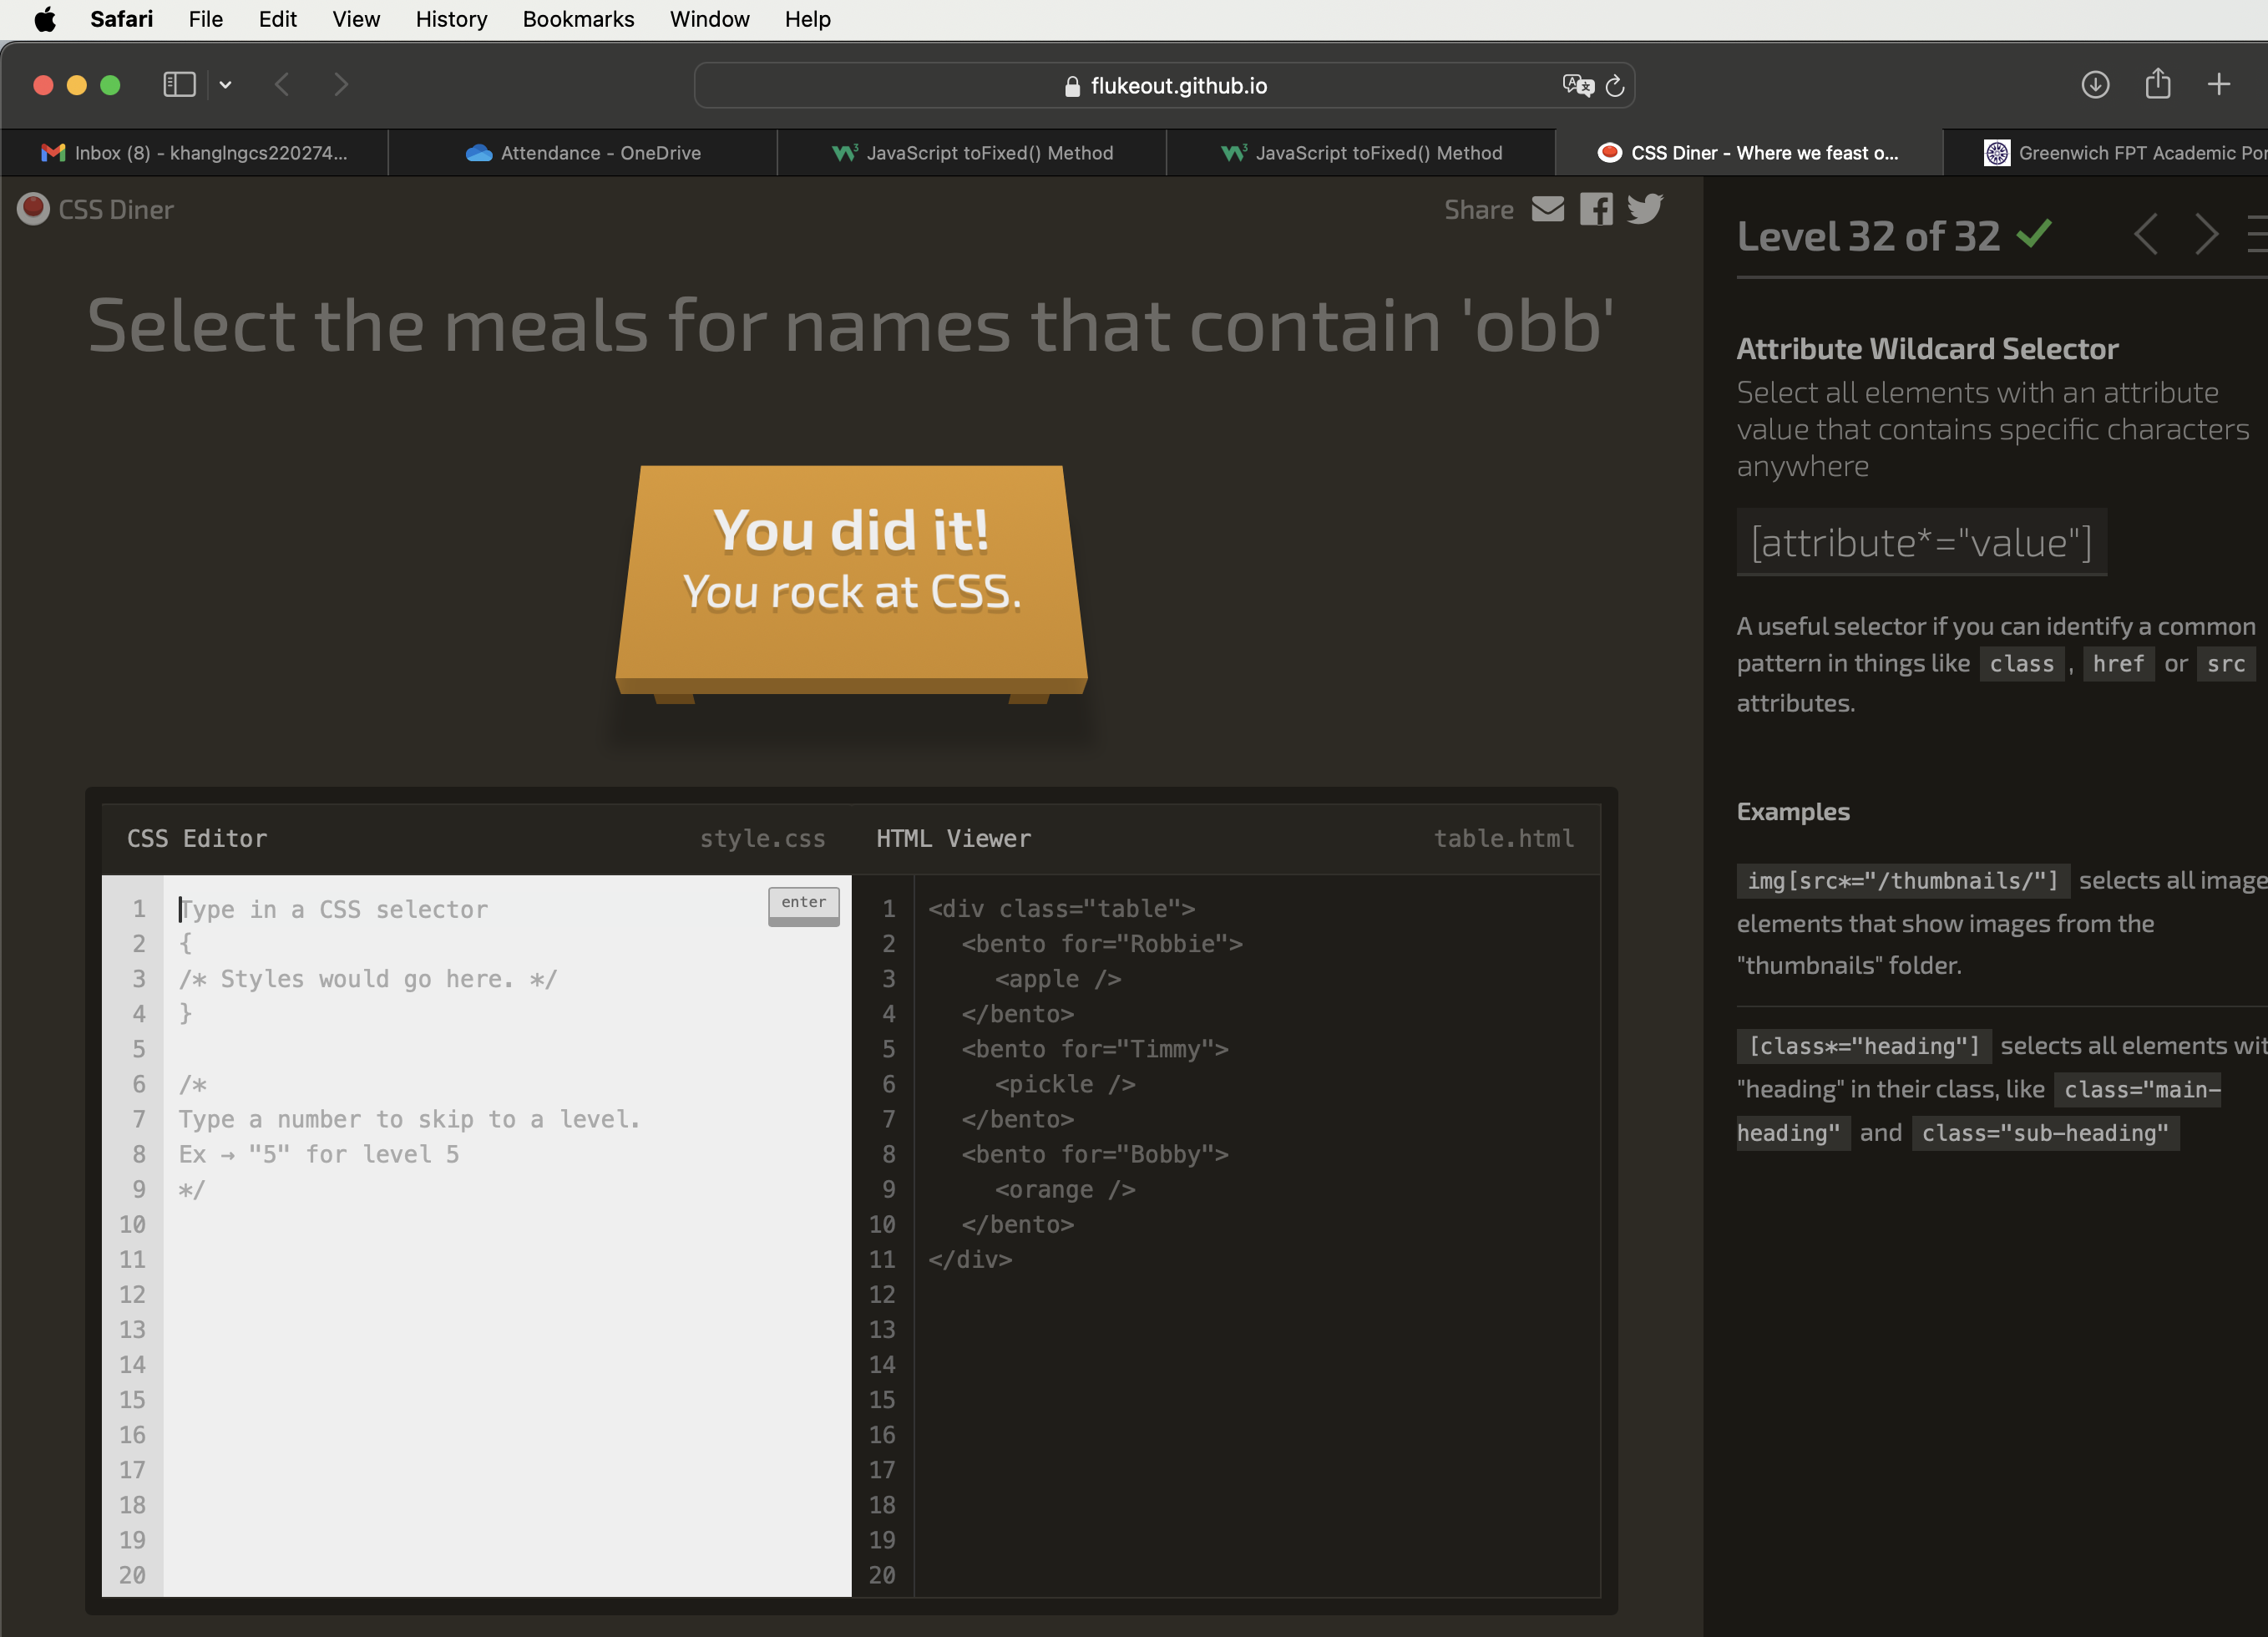 Safari File Edit View History Bookmarks Window Help
flukeout.github.io
Inbox (8) - khanglngcs220274...
Attendance - OneDrive
JavaScript toFixed() Method
JavaScript toFixed() Method
CSS Diner - Where we feast o...
Greenwich FPT Academic Por
CSS Diner
Share
Select the meals for names that contain 'obb'
You did it!
You rock at CSS.
CSS Editor style.css
1 Type in a CSS selector
enter
2 {
3 /* Styles would go here. */
4 }
5
6 /*
7 Type a number to skip to a level.
8 Ex → "5" for level 5
9 */
10
11
12
13
14
15
16
17
18
19
20
HTML Viewer table.html
1 <div class="table">
2 <bento for="Robbie">
3 <apple />
4 </bento>
5 <bento for="Timmy">
6 <pickle />
7 </bento>
8 <bento for="Bobby">
9 <orange />
10 </bento>
11 </div>
12
13
14
15
16
17
18
19
20
Level 32 of 32
Attribute Wildcard Selector
Select all elements with an attribute
value that contains specific characters
anywhere
[attribute*="value"]
A useful selector if you can identify a common
pattern in things like class , href or src
attributes.
Examples
img[src*="/thumbnails/"] selects all image
elements that show images from the
"thumbnails" folder.
[class*="heading"] selects all elements wit
"heading" in their class, like class="main-
heading" and class="sub-heading"